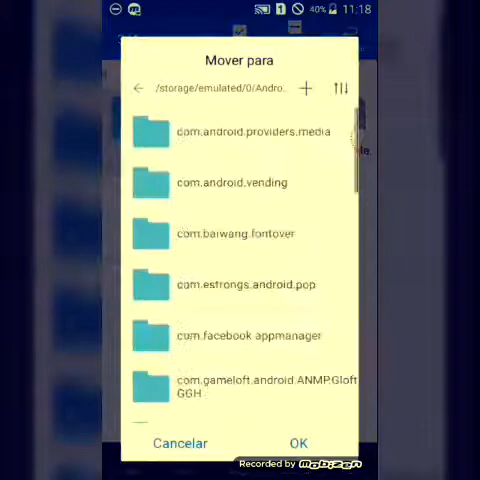 40% 11:18
Mover para
/storage/emulated/0/Andro..
com.android.providers.media
com.android.vending
com.baiwang.fontover
com.estrongs.android.pop
com.facebook.appmanager
com.gameloft.android.ANMP.Gloft
GGH
Cancelar OK
Recorded by mobizen